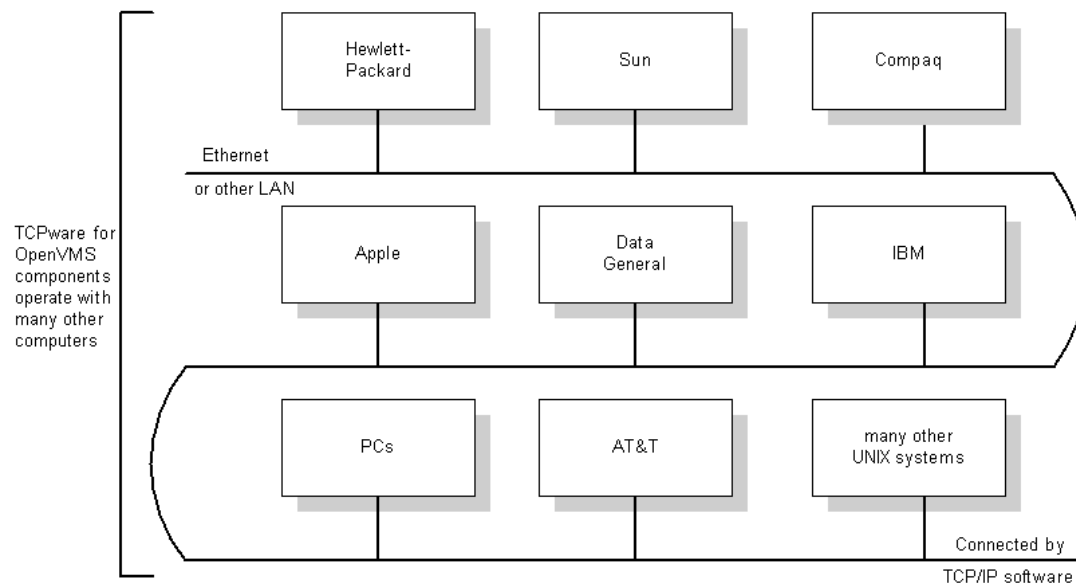 Hewlett-
Packard
Sun
Compaq
Ethernet
or other LAN
TCPware for
OpenVMS
components
operate with
many other
computers
Apple
Data
General
IBM
PCs
AT&T
many other
UNIX systems
Connected by
TCP/IP software